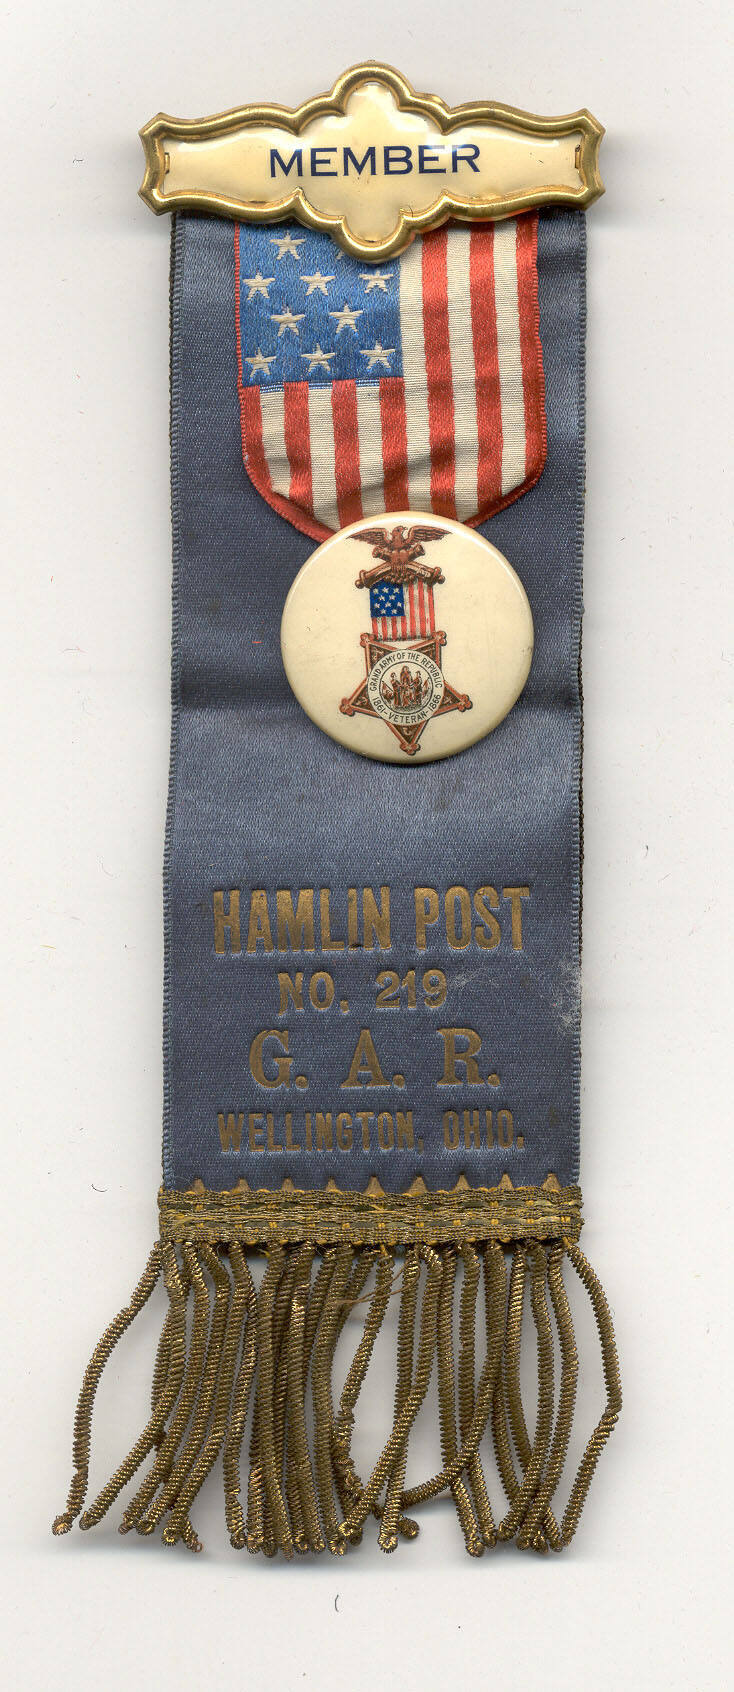 MEMBER
GRAND ARMY OF THE REPUBLIC
1861-VETERAN-1866
HAMLIN POST
NO. 219
G. A. R.
WELLINGTON, OHIO.